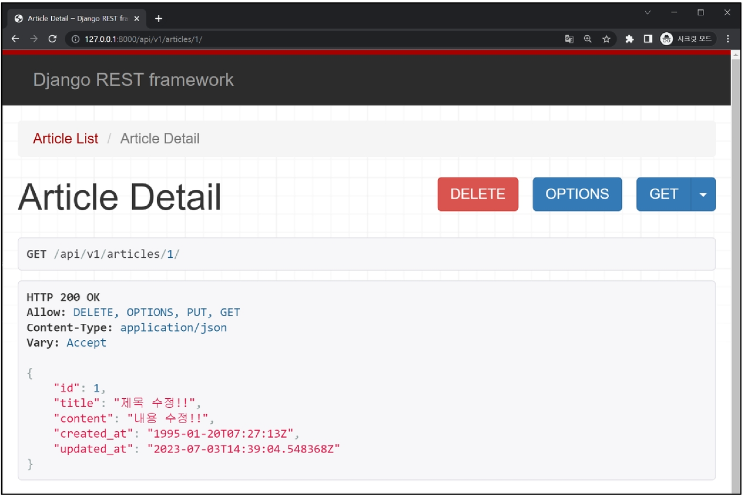 Article Detail – Django REST fra
127.0.0.1:8000/api/v1/articles/1/
시크릿 모드
Django REST framework
Article List / Article Detail
Article Detail
DELETE
OPTIONS
GET
GET /api/v1/articles/1/
HTTP 200 OK
Allow: DELETE, OPTIONS, PUT, GET
Content-Type: application/json
Vary: Accept
{
"id": 1,
"title": "제목 수정!!",
"content": "내용 수정!!",
"created_at": "1995-01-20T07:27:13Z",
"updated_at": "2023-07-03T14:39:04.548368Z"
}